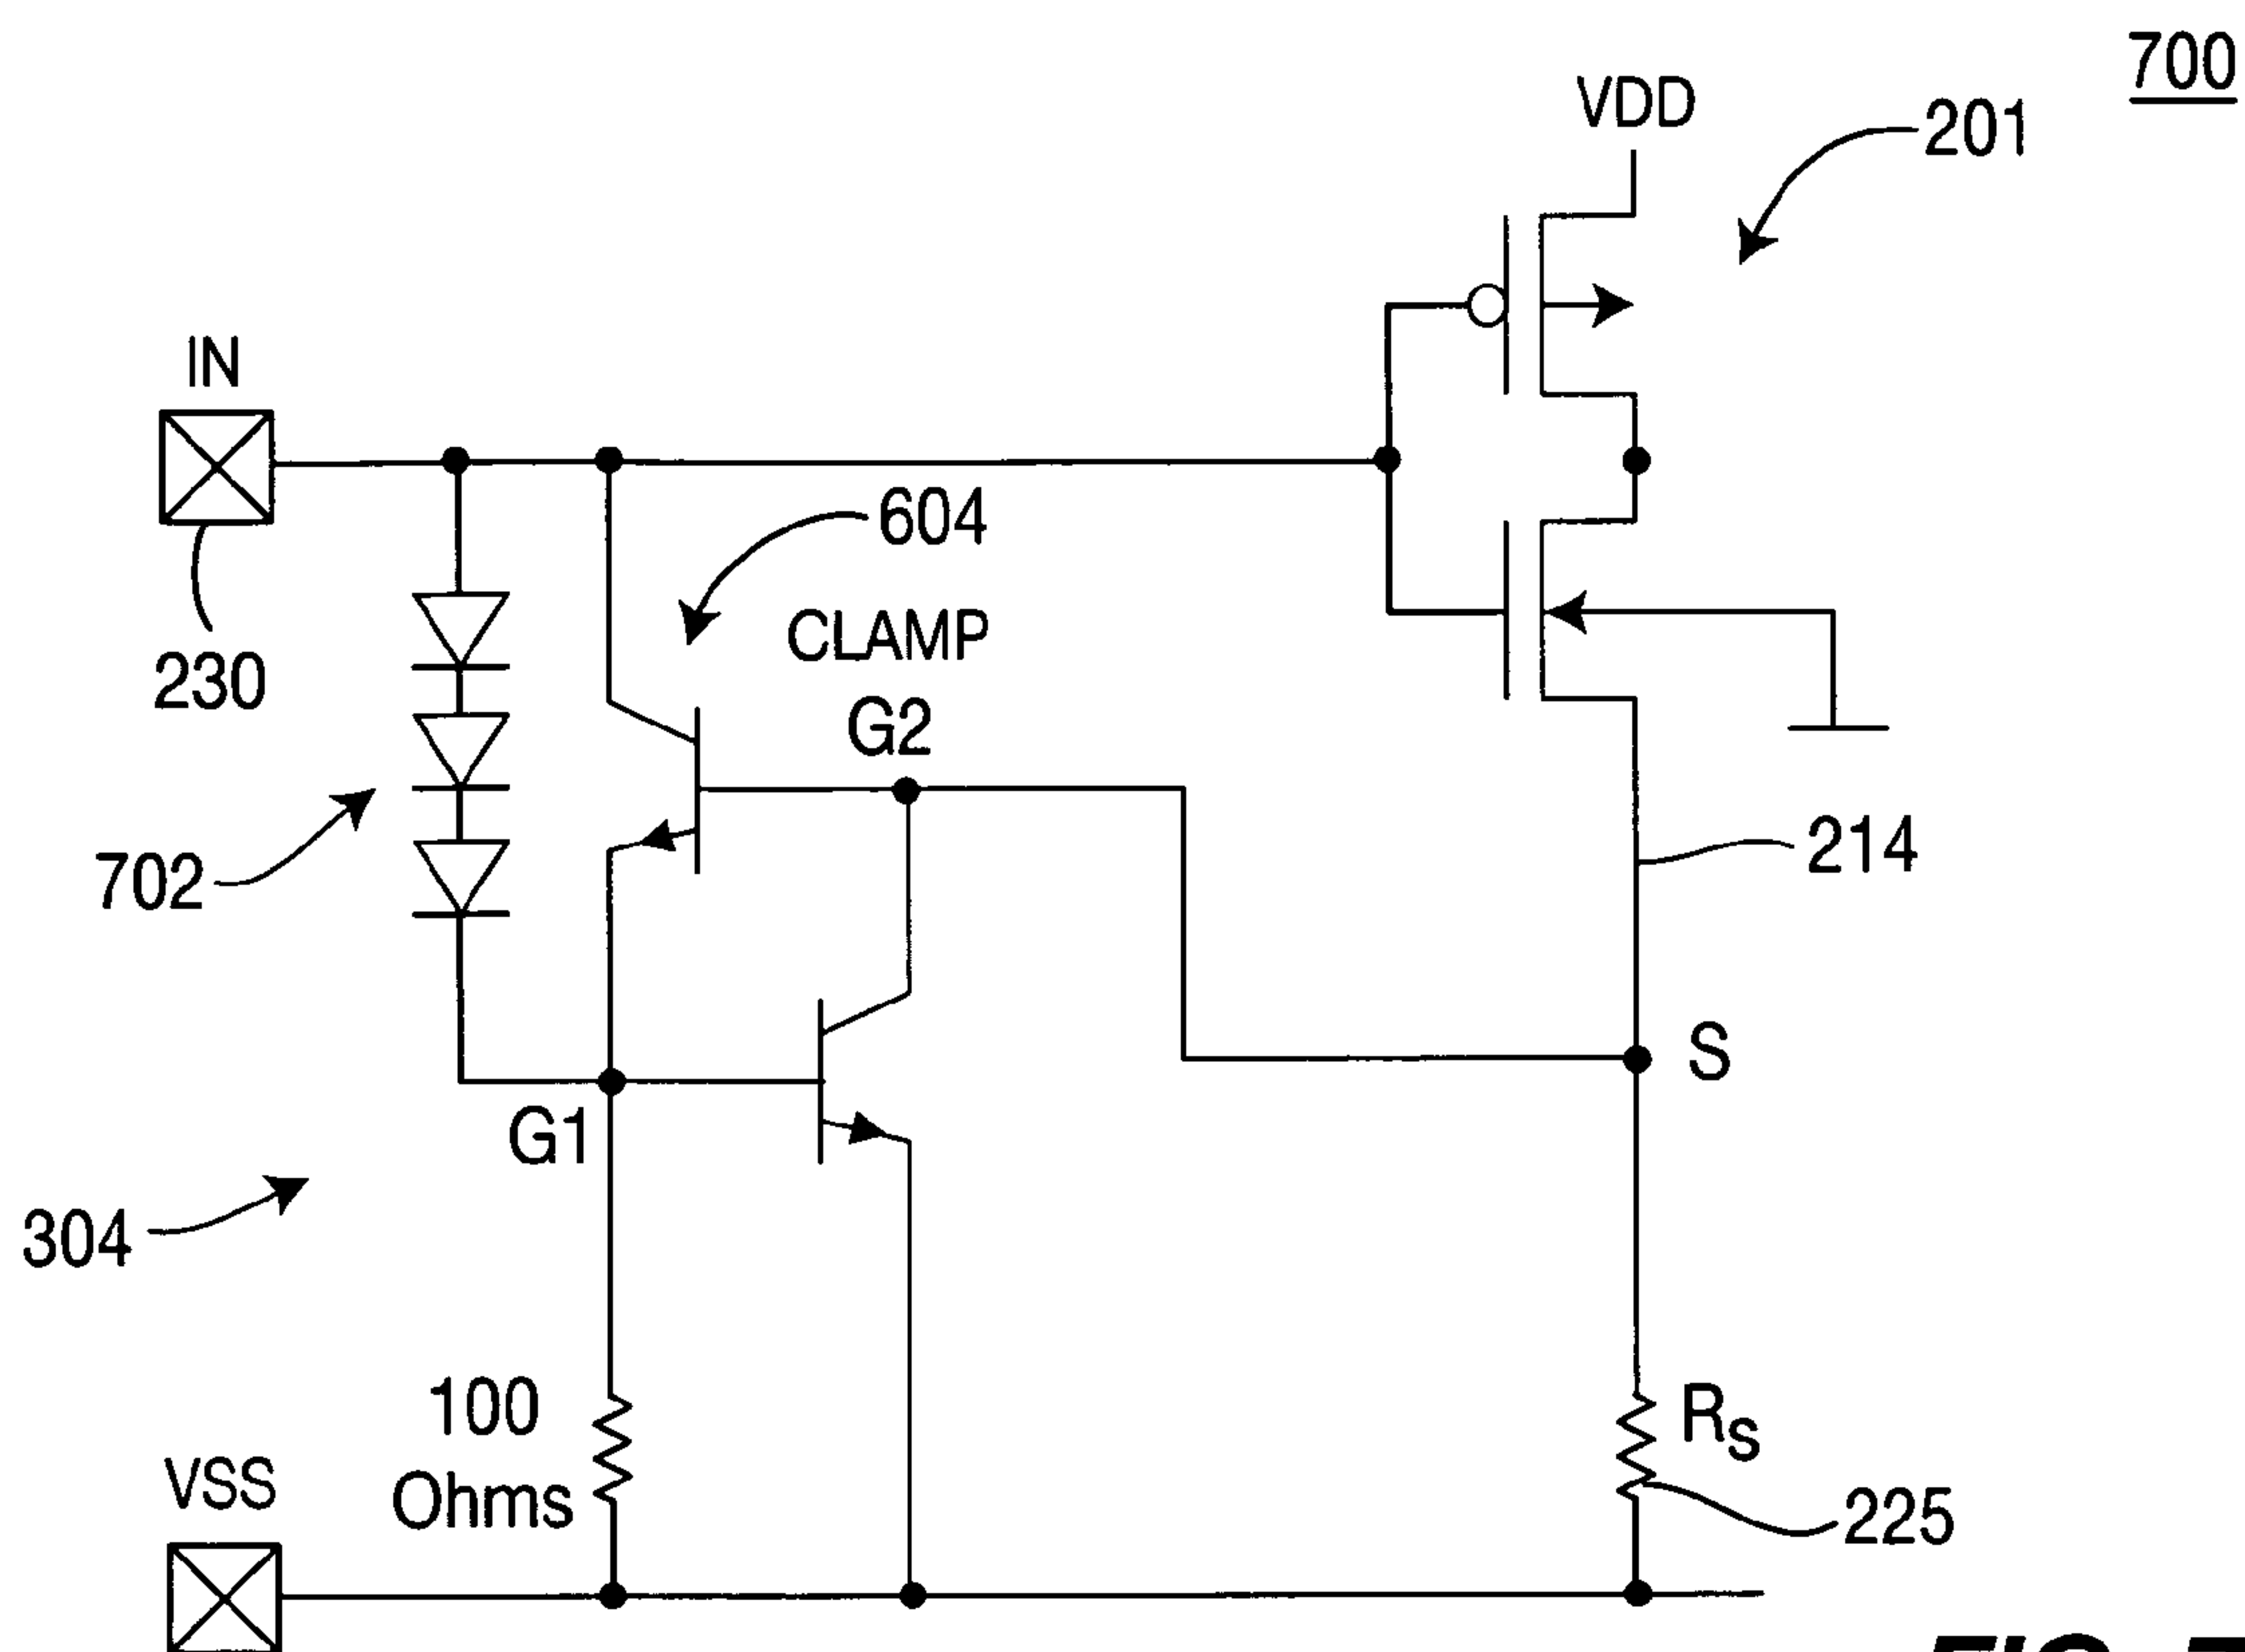 700
VDD
201
IN
604
CLAMP
230
G2
702
214
S
G1
304
100
Ohms
RS
VSS
225